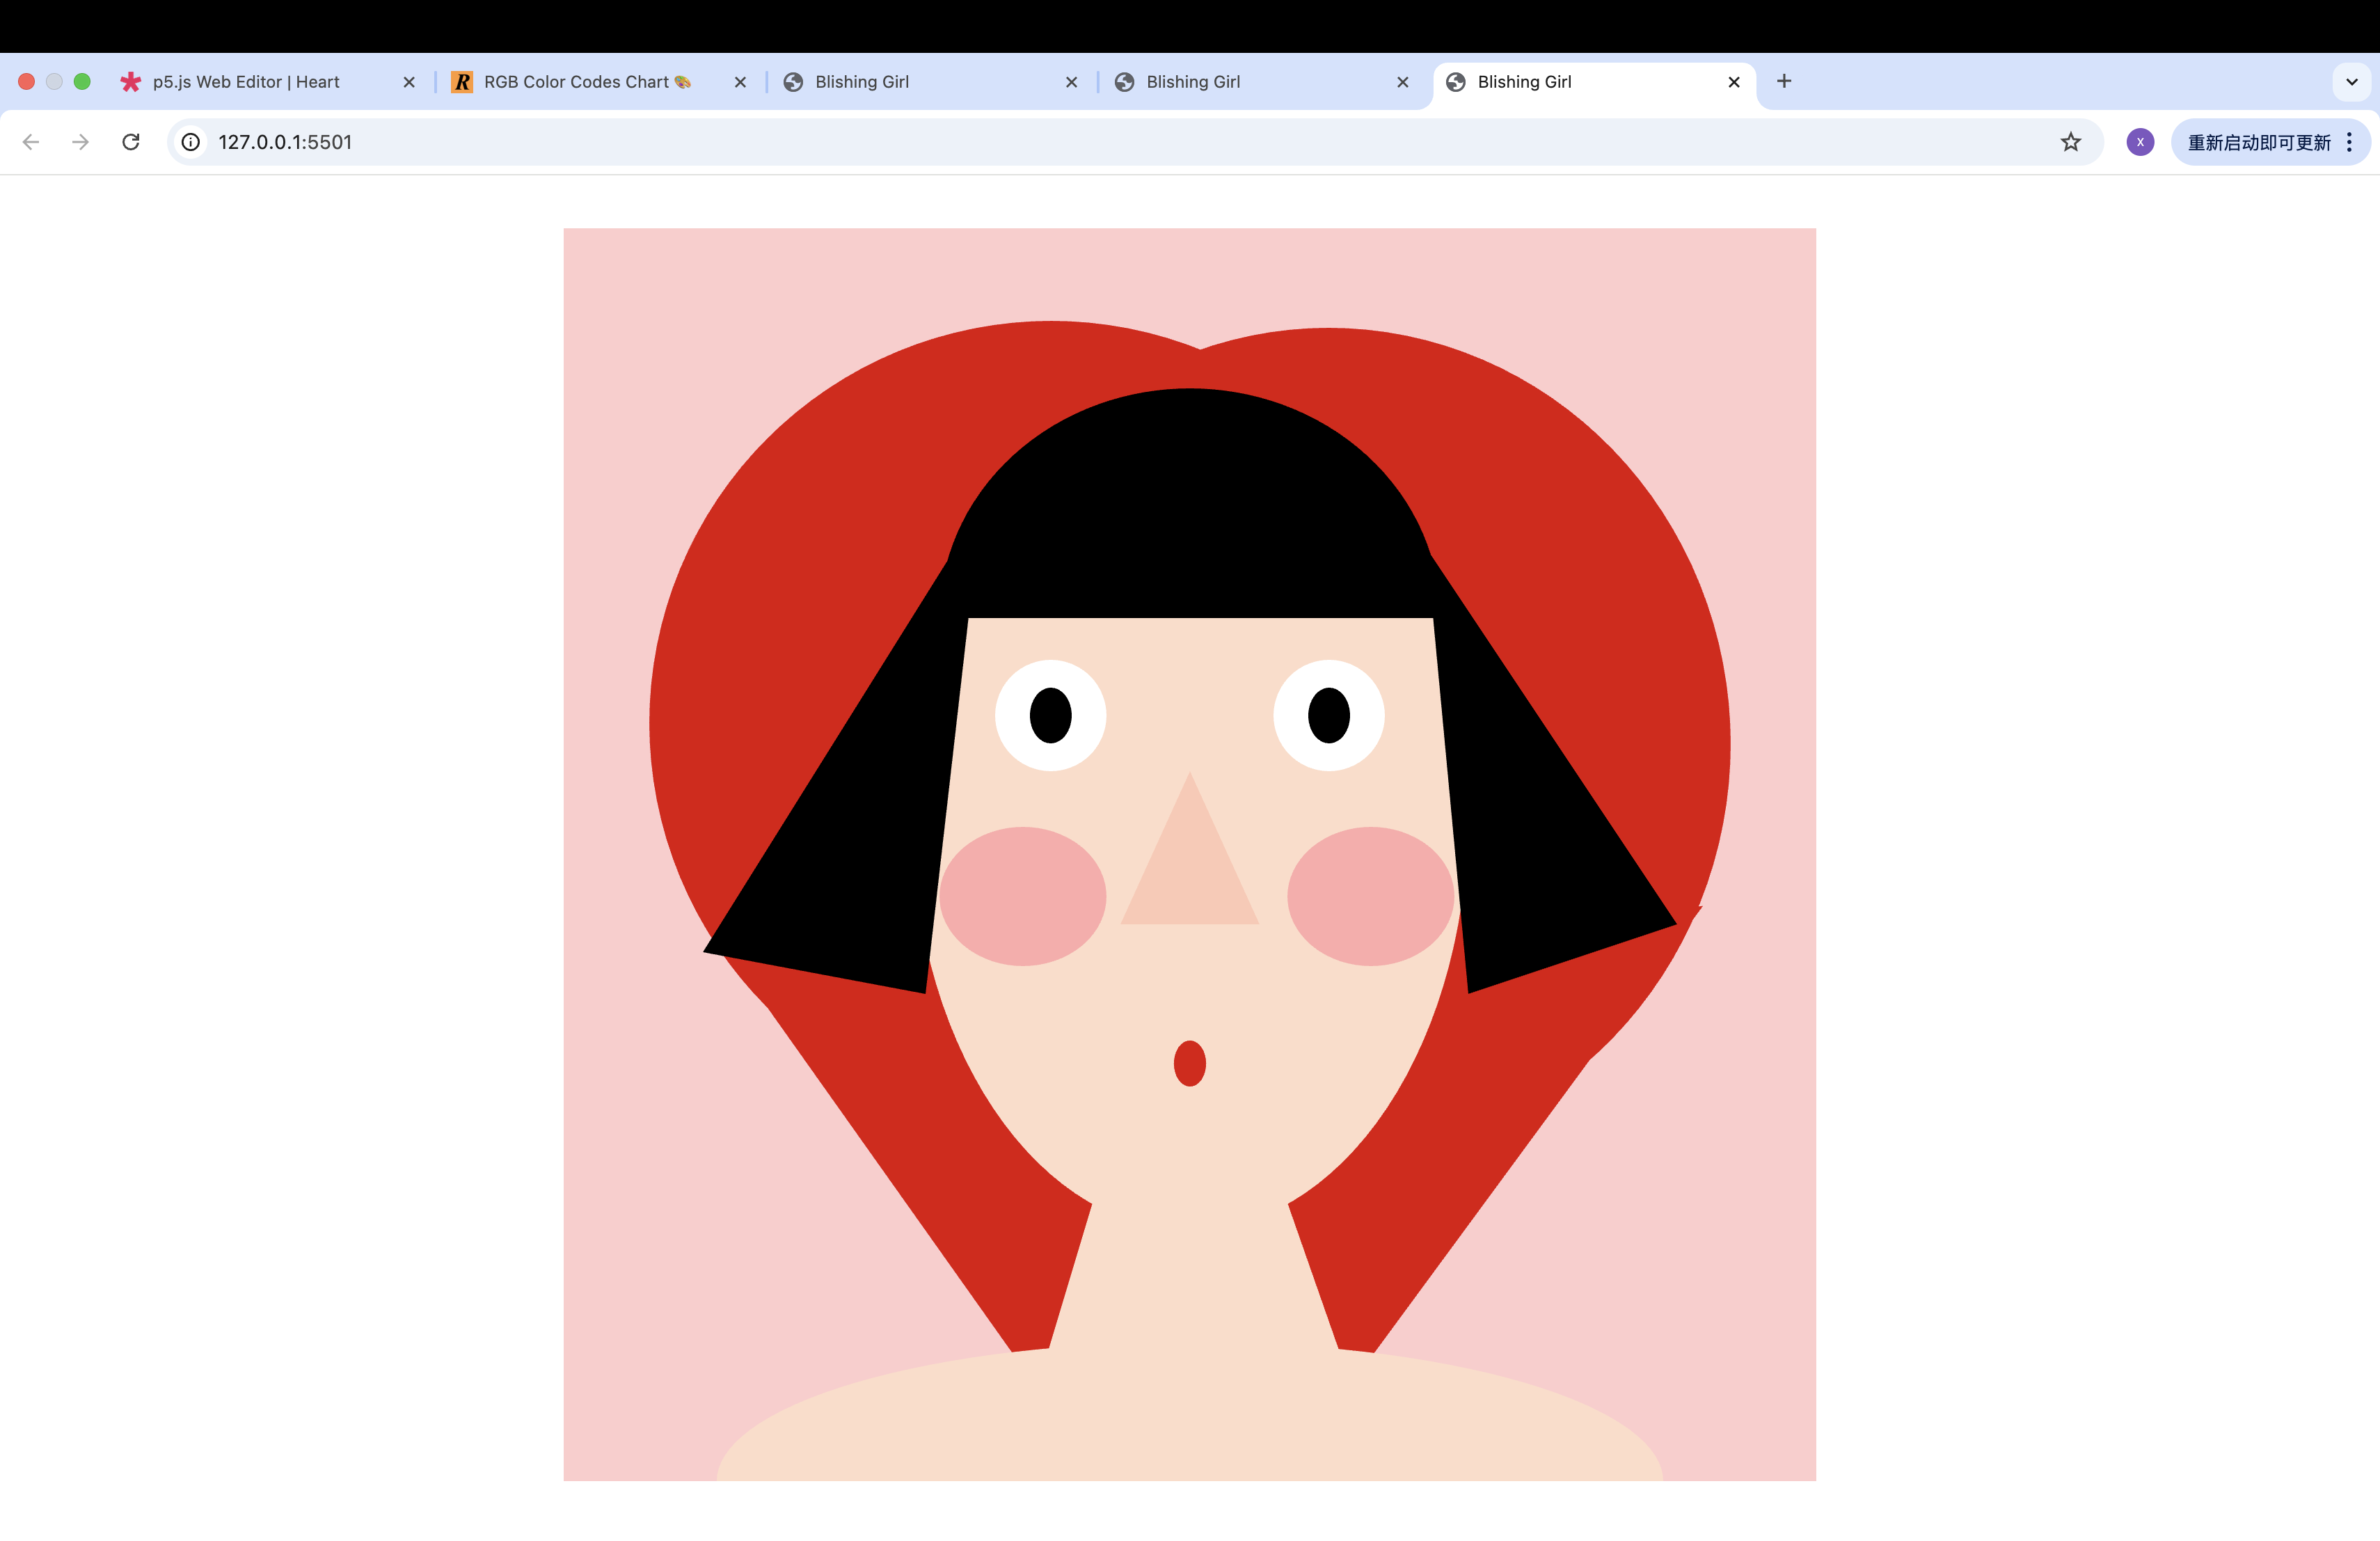 p5.js Web Editor | Heart
RGB Color Codes Chart 🎨
Blishing Girl
Blishing Girl
Blishing Girl
127.0.0.1:5501
X
重新启动即可更新